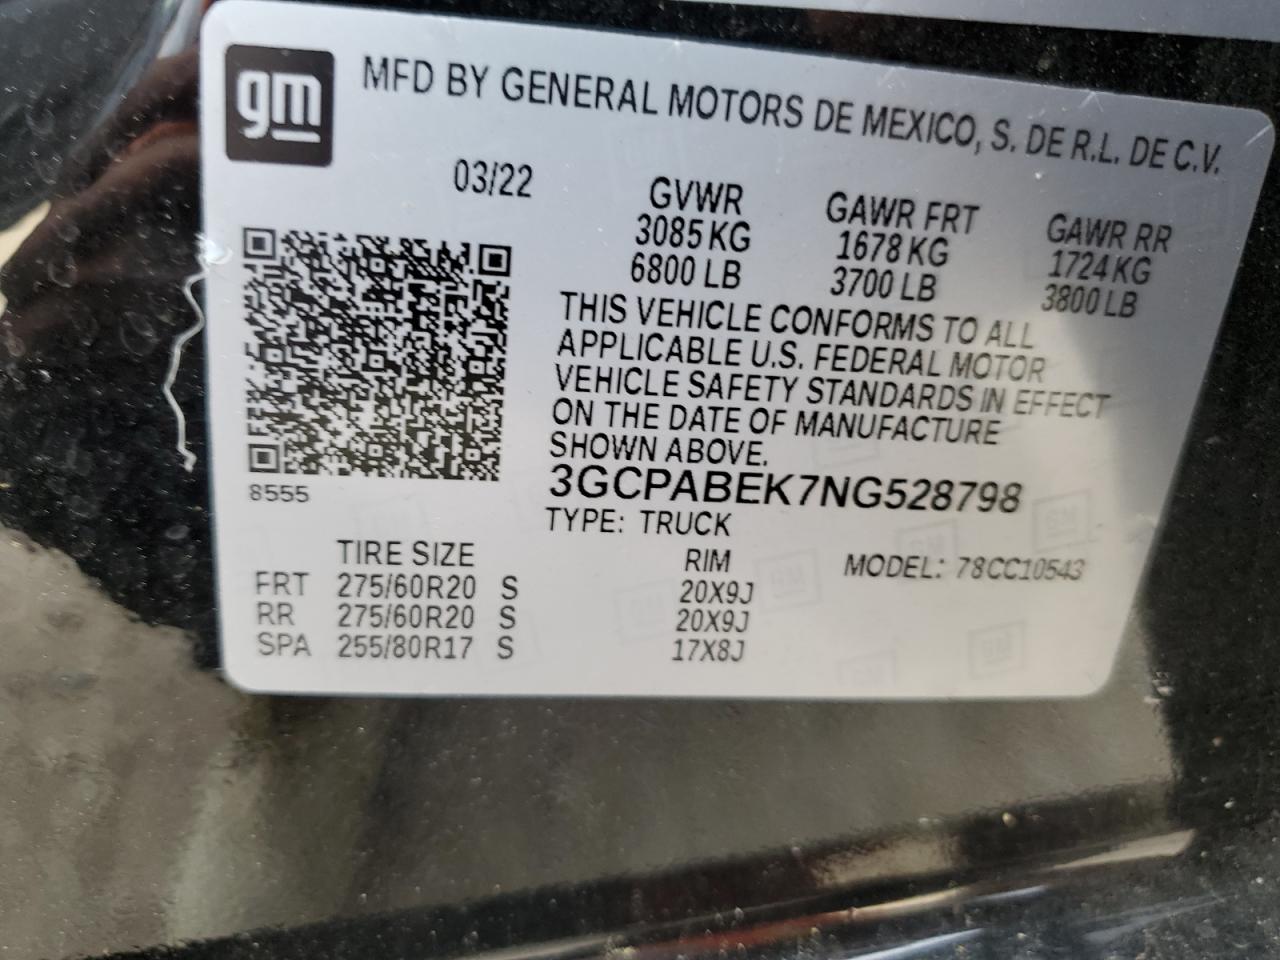 gm
MFD BY GENERAL MOTORS DE MEXICO, S. DE R.L. DE C.V.
03/22
GVWR GAWR FRT GAWR RR
3085 KG 1678 KG 1724 KG
6800 LB 3700 LB 3800 LB
THIS VEHICLE CONFORMS TO ALL
APPLICABLE U.S. FEDERAL MOTOR
VEHICLE SAFETY STANDARDS IN EFFECT
ON THE DATE OF MANUFACTURE
SHOWN ABOVE.
8555
3GCPABEK7NG528798
TYPE: TRUCK
TIRE SIZE RIM MODEL: 78CC10543
FRT 275/60R20 S 20X9J
RR 275/60R20 S 20X9J
SPA 255/80R17 S 17X8J